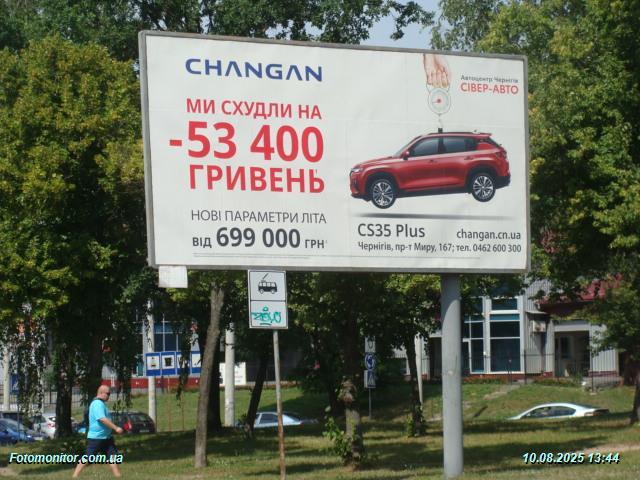 CHANGAN
Автоцентр Чернігів
СІВЕР-АВТО
МИ СХУДЛИ НА
-53 400
ГРИВЕНЬ
НОВІ ПАРАМЕТРИ ЛІТА
ВІД 699 000 ГРН
CS35 Plus
changan.cn.ua
Чернігів, пр-т Миру, 167; тел. 0462 600 300
Fotomonitor.com.ua
10.08.2025 13:44